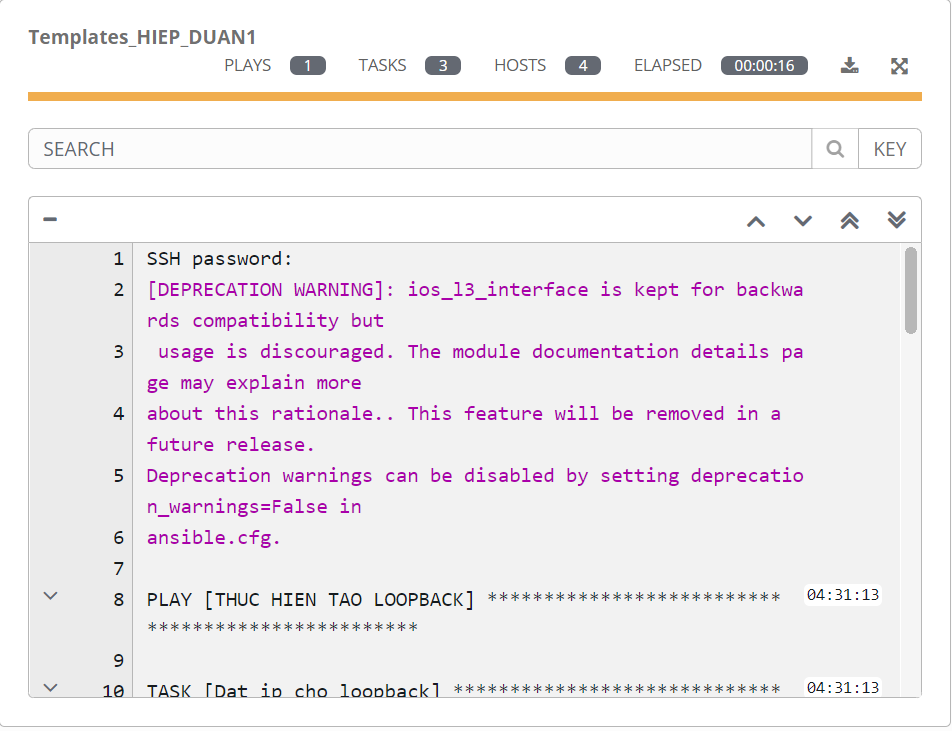 Templates_HIEP_DUAN1
PLAYS 1 TASKS 3 HOSTS 4 ELAPSED 00:00:16
SEARCH KEY
1 SSH password:
2 [DEPRECATION WARNING]: ios_l3_interface is kept for backwa
rds compatibility but
3 usage is discouraged. The module documentation details pa
ge may explain more
4 about this rationale.. This feature will be removed in a
future release.
5 Deprecation warnings can be disabled by setting deprecatio
n_warnings=False in
6 ansible.cfg.
7
8 PLAY [THUC HIEN TAO LOOPBACK] ************************** 04:31:13
************************
9
10 TASK [Dat ip cho loopback] ***************************** 04:31:13